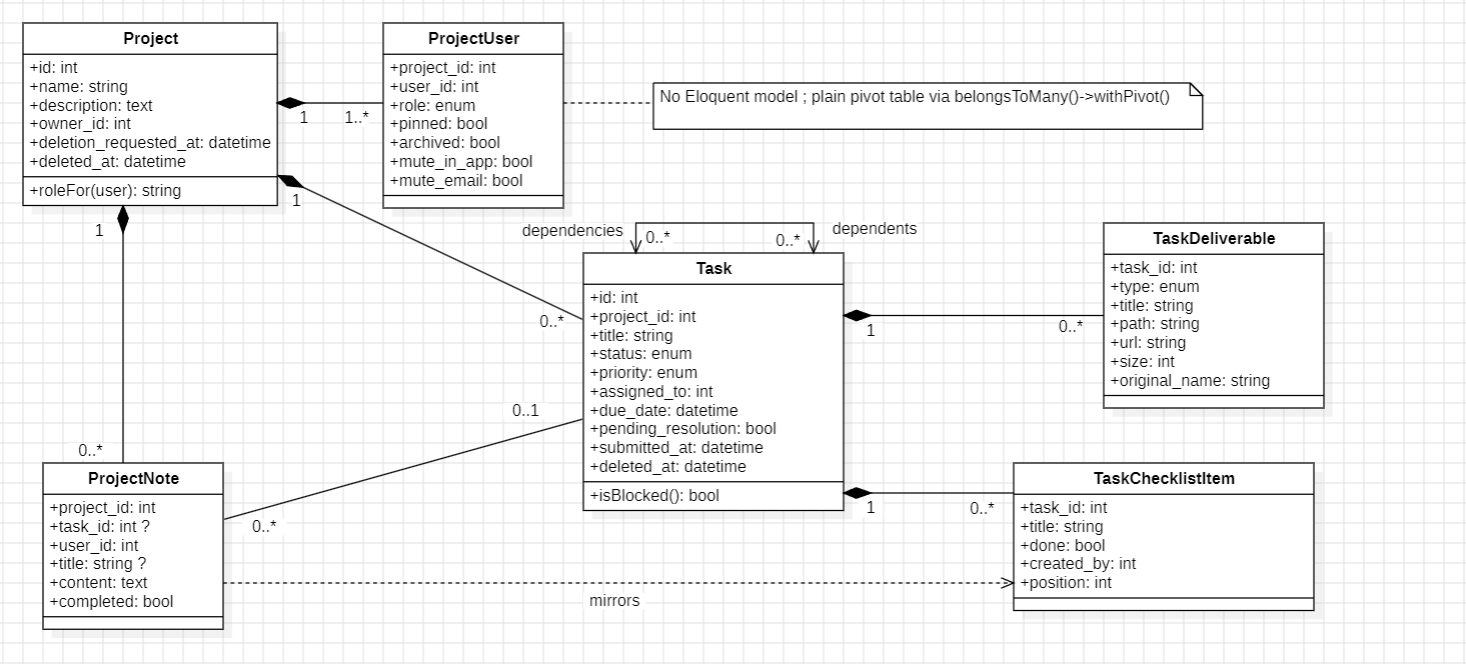 Project
+id: int
+name: string
+description: text
+owner_id: int
+deletion_requested_at: datetime
+deleted_at: datetime
+roleFor(user): string
ProjectUser
+project_id: int
+user_id: int
+role: enum
+pinned: bool
+archived: bool
+mute_in_app: bool
+mute_email: bool
No Eloquent model ; plain pivot table via belongsToMany()->withPivot()
1
1..*
1
0..*
1
0..*
dependencies
0..*
0..*
dependents
Task
+id: int
+project_id: int
+title: string
+status: enum
+priority: enum
+assigned_to: int
+due_date: datetime
+pending_resolution: bool
+submitted_at: datetime
+deleted_at: datetime
+isBlocked(): bool
1
0..*
TaskDeliverable
+task_id: int
+type: enum
+title: string
+path: string
+url: string
+size: int
+original_name: string
0..1
0..*
ProjectNote
+project_id: int
+task_id: int ?
+user_id: int
+title: string ?
+content: text
+completed: bool
1
0..*
TaskChecklistItem
+task_id: int
+title: string
+done: bool
+created_by: int
+position: int
mirrors